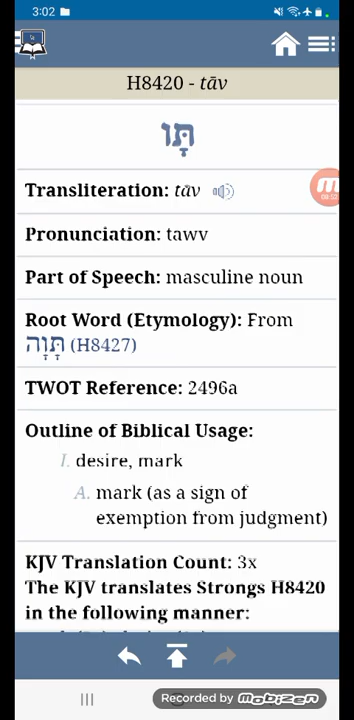 3:02
H8420 - tāv
תָּו
Transliteration: tāv
Pronunciation: tawv
Part of Speech: masculine noun
Root Word (Etymology): From
תָּוָה (H8427)
TWOT Reference: 2496a
Outline of Biblical Usage:
I. desire, mark
A. mark (as a sign of
exemption from judgment)
KJV Translation Count: 3x
The KJV translates Strongs H8420
in the following manner:
Recorded by mobizen